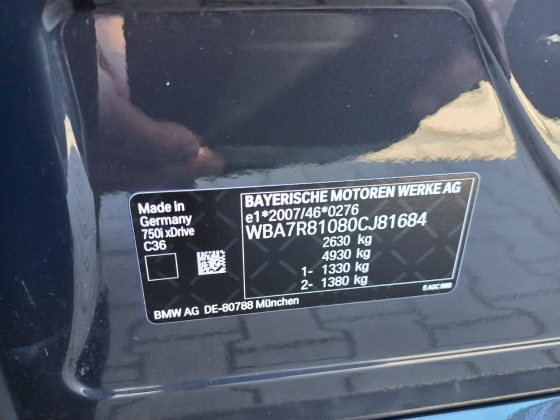 Made in
Germany
750i xDrive
C36
BAYERISCHE MOTOREN WERKE AG
e1*2007/46*0276
WBA7R81080CJ81684
2630 kg
4930 kg
1- 1330 kg
2- 1380 kg
BMW AG DE-80788 München